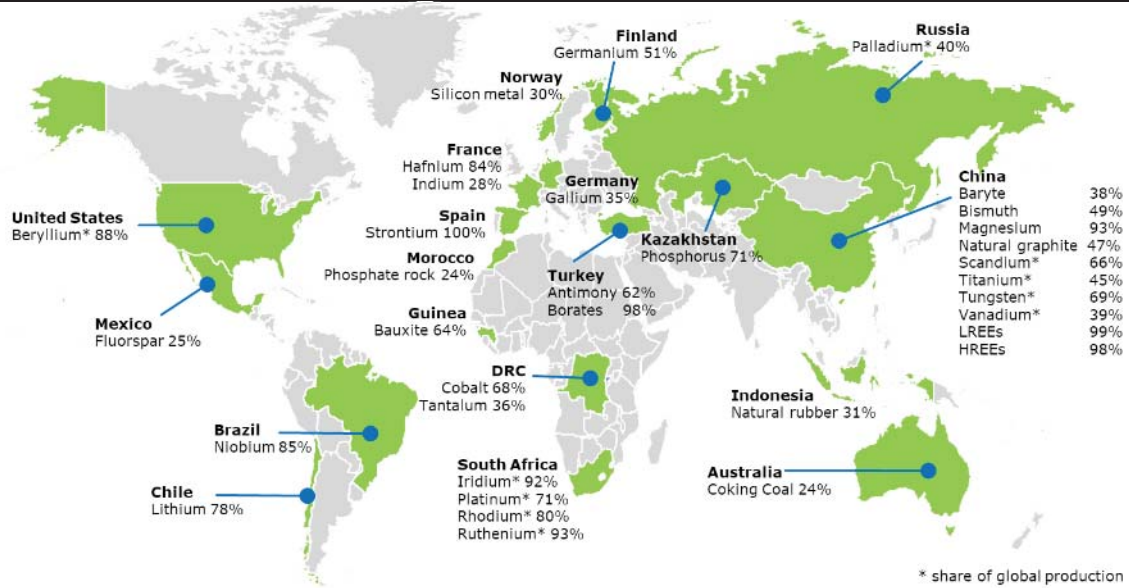 Finland
Germanium 51%
Russia
Palladium* 40%
Norway
Silicon metal 30%
France
Hafnium 84%
Indium 28%
Germany
Gallium 35%
Spain
Strontium 100%
Morocco
Phosphate rock 24%
Kazakhstan
Phosphorus 71%
Turkey
Antimony 62%
Borates 98%
China
Baryte 38%
Bismuth 49%
Magnesium 93%
Natural graphite 47%
Scandium* 66%
Titanium* 45%
Tungsten* 69%
Vanadium* 39%
LREEs 99%
HREEs 98%
United States
Beryllium* 88%
Mexico
Fluorspar 25%
Guinea
Bauxite 64%
DRC
Cobalt 68%
Tantalum 36%
Indonesia
Natural rubber 31%
Brazil
Niobium 85%
Chile
Lithium 78%
South Africa
Iridium* 92%
Platinum* 71%
Rhodium* 80%
Ruthenium* 93%
Australia
Coking Coal 24%
* share of global production